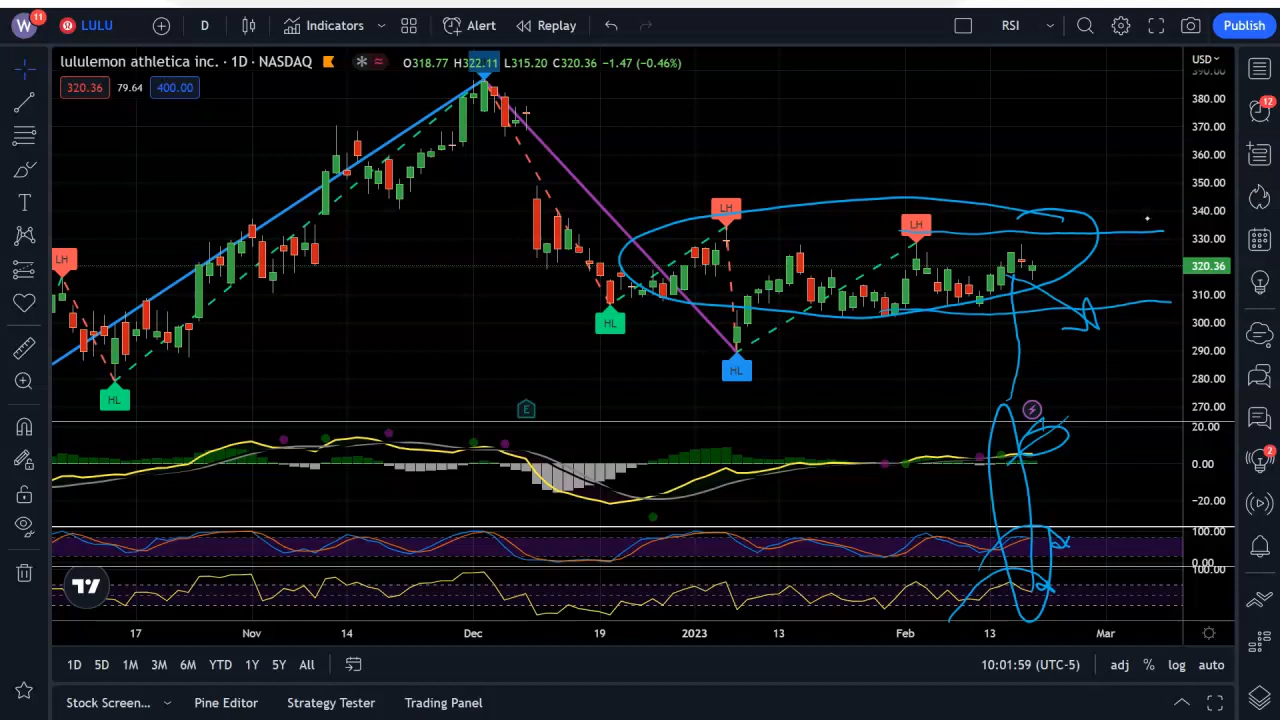 W 11 LULU D Indicators Alert Replay RSI Publish
lululemon athletica inc. · 1D · NASDAQ O318.77 H322.11 L315.20 C320.36 −1.47 (−0.46%) USD
320.36 79.64 400.00
390.00
380.00
370.00
360.00
350.00
340.00
330.00
320.36
310.00
300.00
290.00
280.00
270.00
LH
LH
LH
HL
HL
HL
E
12
2
20.00
0.00
−20.00
100.00
0.00
100.00
17 Nov 14 Dec 19 2023 13 Feb 13 Mar
1D 5D 1M 3M 6M YTD 1Y 5Y All 10:01:59 (UTC-5) adj % log auto
Stock Screen... Pine Editor Strategy Tester Trading Panel